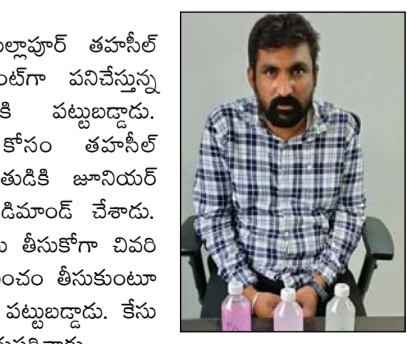 ల్లాపూర్ తహసీల్
ంట్‌గా పనిచేస్తున్న
కి పట్టుబడ్డాడు.
కోసం తహసీల్
తుడికి జూనియర్
డిమాండ్ చేశాడు.
తీసుకోగా చివరి
ంచం తీసుకుంటూ
పట్టుబడ్డాడు. కేసు